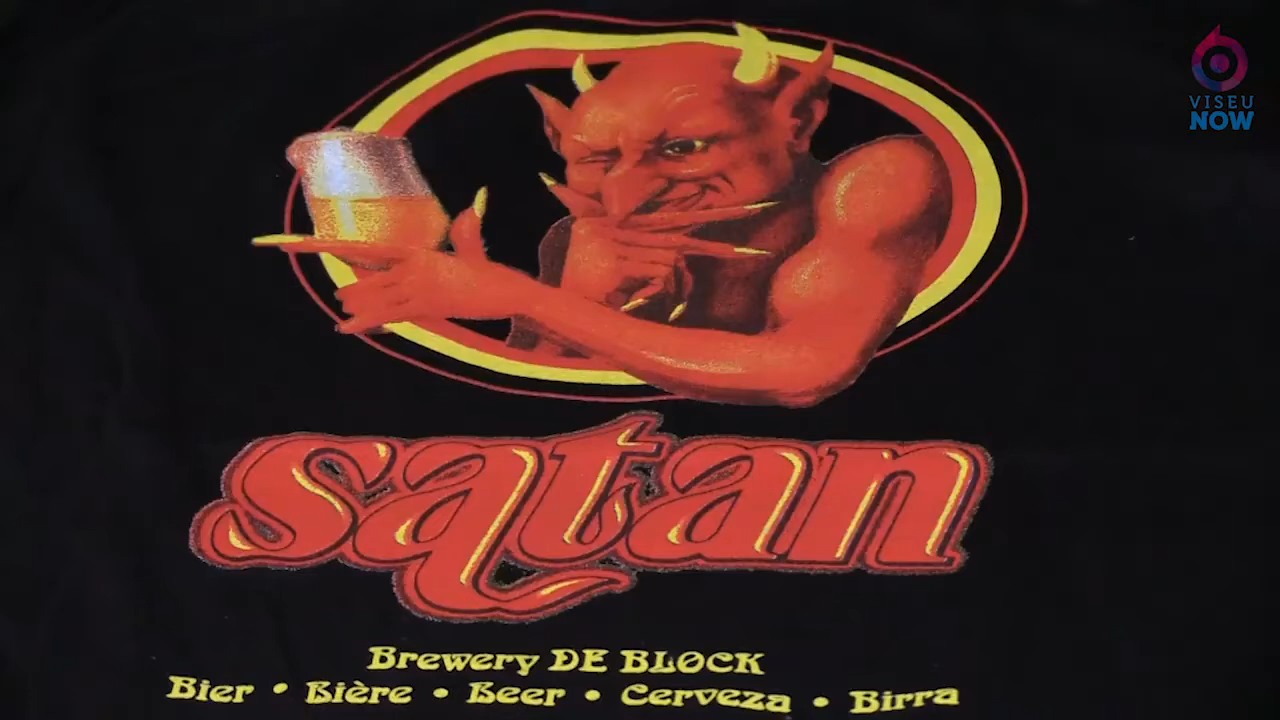 VISEU
NOW
satan
Brewery DE BLOCK
Bier • Bière • Beer • Cerveza • Birra